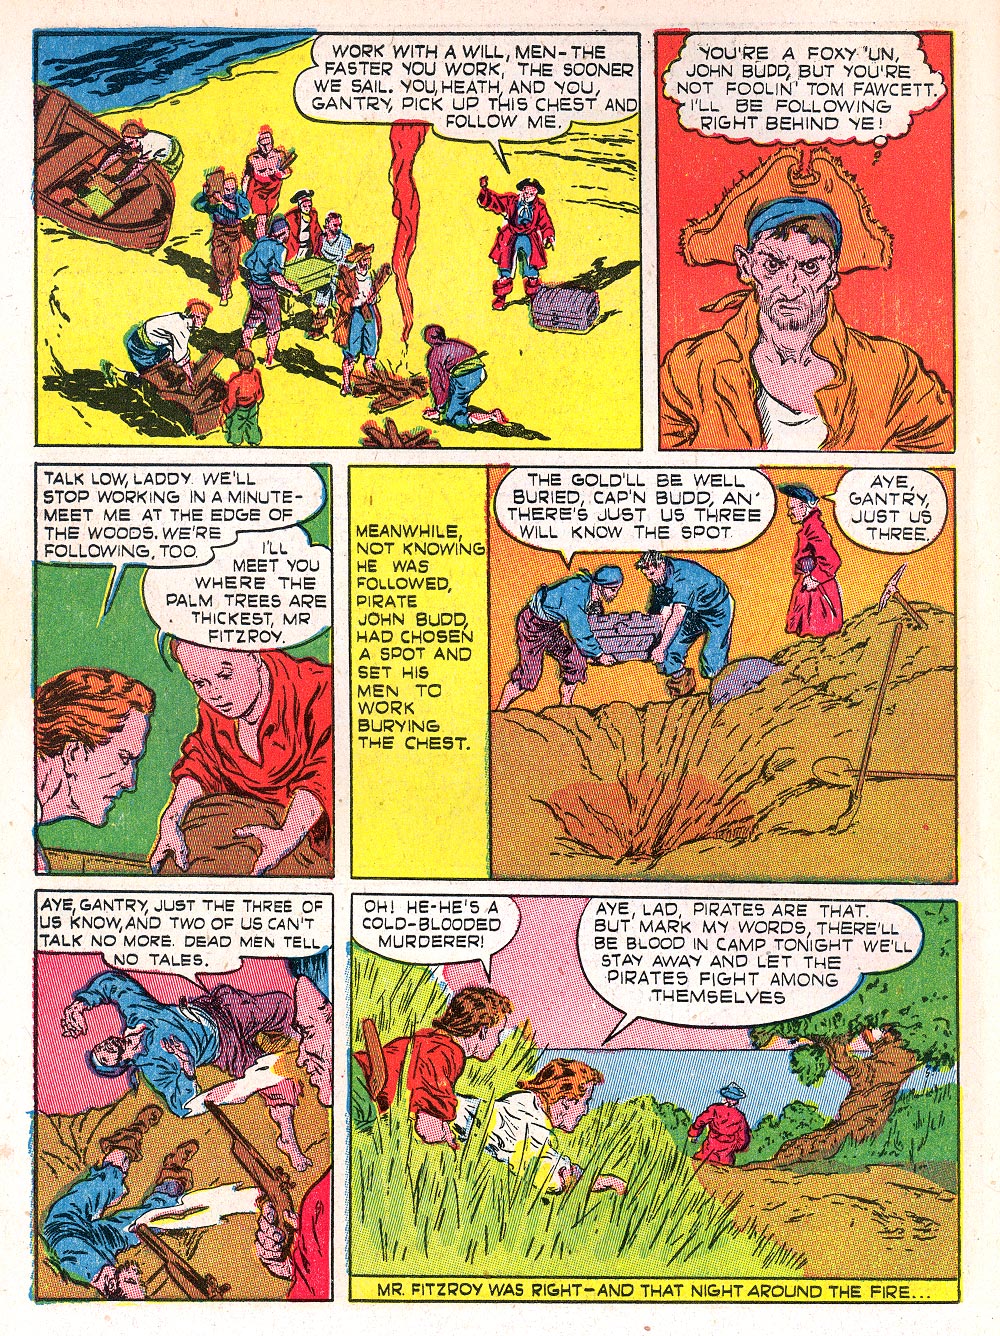 WORK WITH A WILL, MEN-THE
FASTER YOU WORK, THE SOONER
WE SAIL. YOU, HEATH, AND YOU,
GANTRY, PICK UP THIS CHEST AND
FOLLOW ME.
YOU'RE A FOXY 'UN,
JOHN BUDD, BUT YOU'RE
NOT FOOLIN' TOM FAWCETT.
I'LL BE FOLLOWING
RIGHT BEHIND YE!
TALK LOW, LADDY. WE'LL
STOP WORKING IN A MINUTE-
MEET ME AT THE EDGE OF
THE WOODS. WE'RE
FOLLOWING, TOO.
I'LL
MEET YOU
WHERE THE
PALM TREES ARE
THICKEST, MR
FITZROY.
MEANWHILE,
NOT KNOWING
HE WAS
FOLLOWED,
PIRATE
JOHN BUDD,
HAD CHOSEN
A SPOT AND
SET HIS
MEN TO
WORK
BURYING
THE CHEST.
THE GOLD'LL BE WELL
BURIED, CAP'N BUDD, AN'
THERE'S JUST US THREE
WILL KNOW THE SPOT.
AYE,
GANTRY,
JUST US
THREE.
AYE, GANTRY, JUST THE THREE OF
US KNOW, AND TWO OF US CAN'T
TALK NO MORE. DEAD MEN TELL
NO TALES.
OH! HE-HE'S A
COLD-BLOODED
MURDERER!
AYE, LAD, PIRATES ARE THAT.
BUT MARK MY WORDS, THERE'LL
BE BLOOD IN CAMP TONIGHT WE'LL
STAY AWAY AND LET THE
PIRATES FIGHT AMONG
THEMSELVES
MR. FITZROY WAS RIGHT-AND THAT NIGHT AROUND THE FIRE...